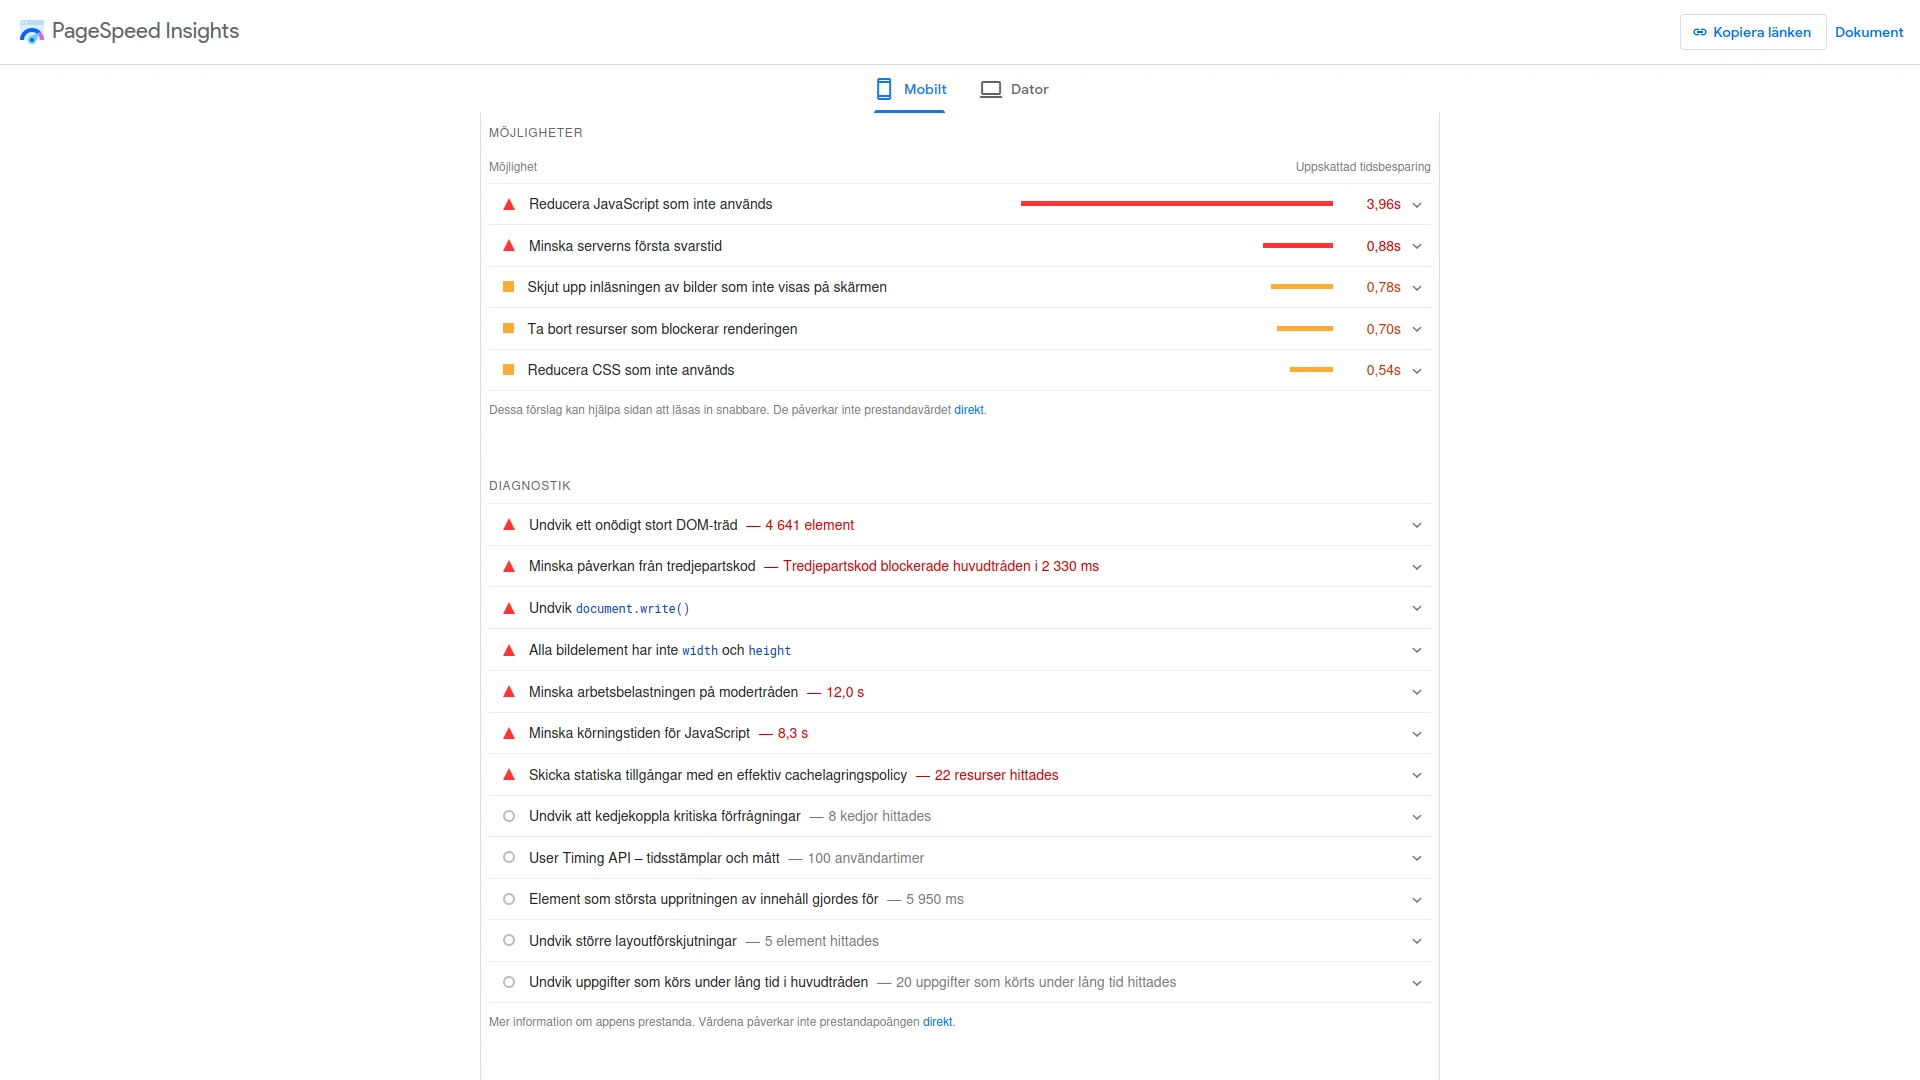 PageSpeed Insights
Kopiera länken
Dokument
Mobilt
Dator
MÖJLIGHETER
Möjlighet
Uppskattad tidsbesparing
Reducera JavaScript som inte används 3,96s
Minska serverns första svarstid 0,88s
Skjut upp inläsningen av bilder som inte visas på skärmen 0,78s
Ta bort resurser som blockerar renderingen 0,70s
Reducera CSS som inte används 0,54s
Dessa förslag kan hjälpa sidan att läsas in snabbare. De påverkar inte prestandavärdet direkt.
DIAGNOSTIK
Undvik ett onödigt stort DOM-träd — 4 641 element
Minska påverkan från tredjepartskod — Tredjepartskod blockerade huvudtråden i 2 330 ms
Undvik document.write()
Alla bildelement har inte width och height
Minska arbetsbelastningen på modertråden — 12,0 s
Minska körningstiden för JavaScript — 8,3 s
Skicka statiska tillgångar med en effektiv cachelagringspolicy — 22 resurser hittades
Undvik att kedjekoppla kritiska förfrågningar — 8 kedjor hittades
User Timing API – tidsstämplar och mått — 100 användartimer
Element som största uppritningen av innehåll gjordes för — 5 950 ms
Undvik större layoutförskjutningar — 5 element hittades
Undvik uppgifter som körs under lång tid i huvudtråden — 20 uppgifter som körts under lång tid hittades
Mer information om appens prestanda. Värdena påverkar inte prestandapoängen direkt.